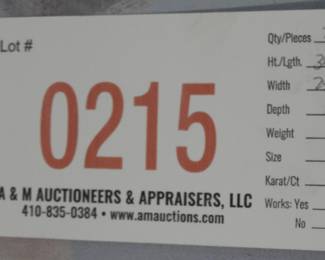 Lot #
0215
A & M AUCTIONEERS & APPRAISERS, LLC
410-835-0384 • www.amauctions.com
Qty/Pieces
Ht./Lgth.
Width
Depth
Weight
Size
Karat/Ct
Works: Yes
No